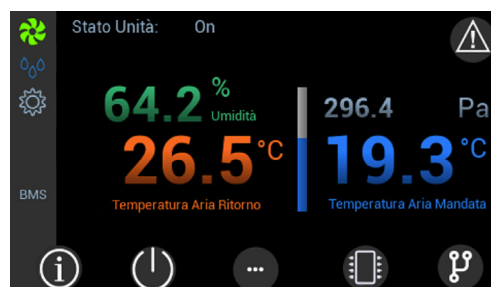 Stato Unità: On
64.2 %
Umidità
296.4 Pa
26.5 °C
19.3 °C
BMS
Temperatura Aria Ritorno
Temperatura Aria Mandata